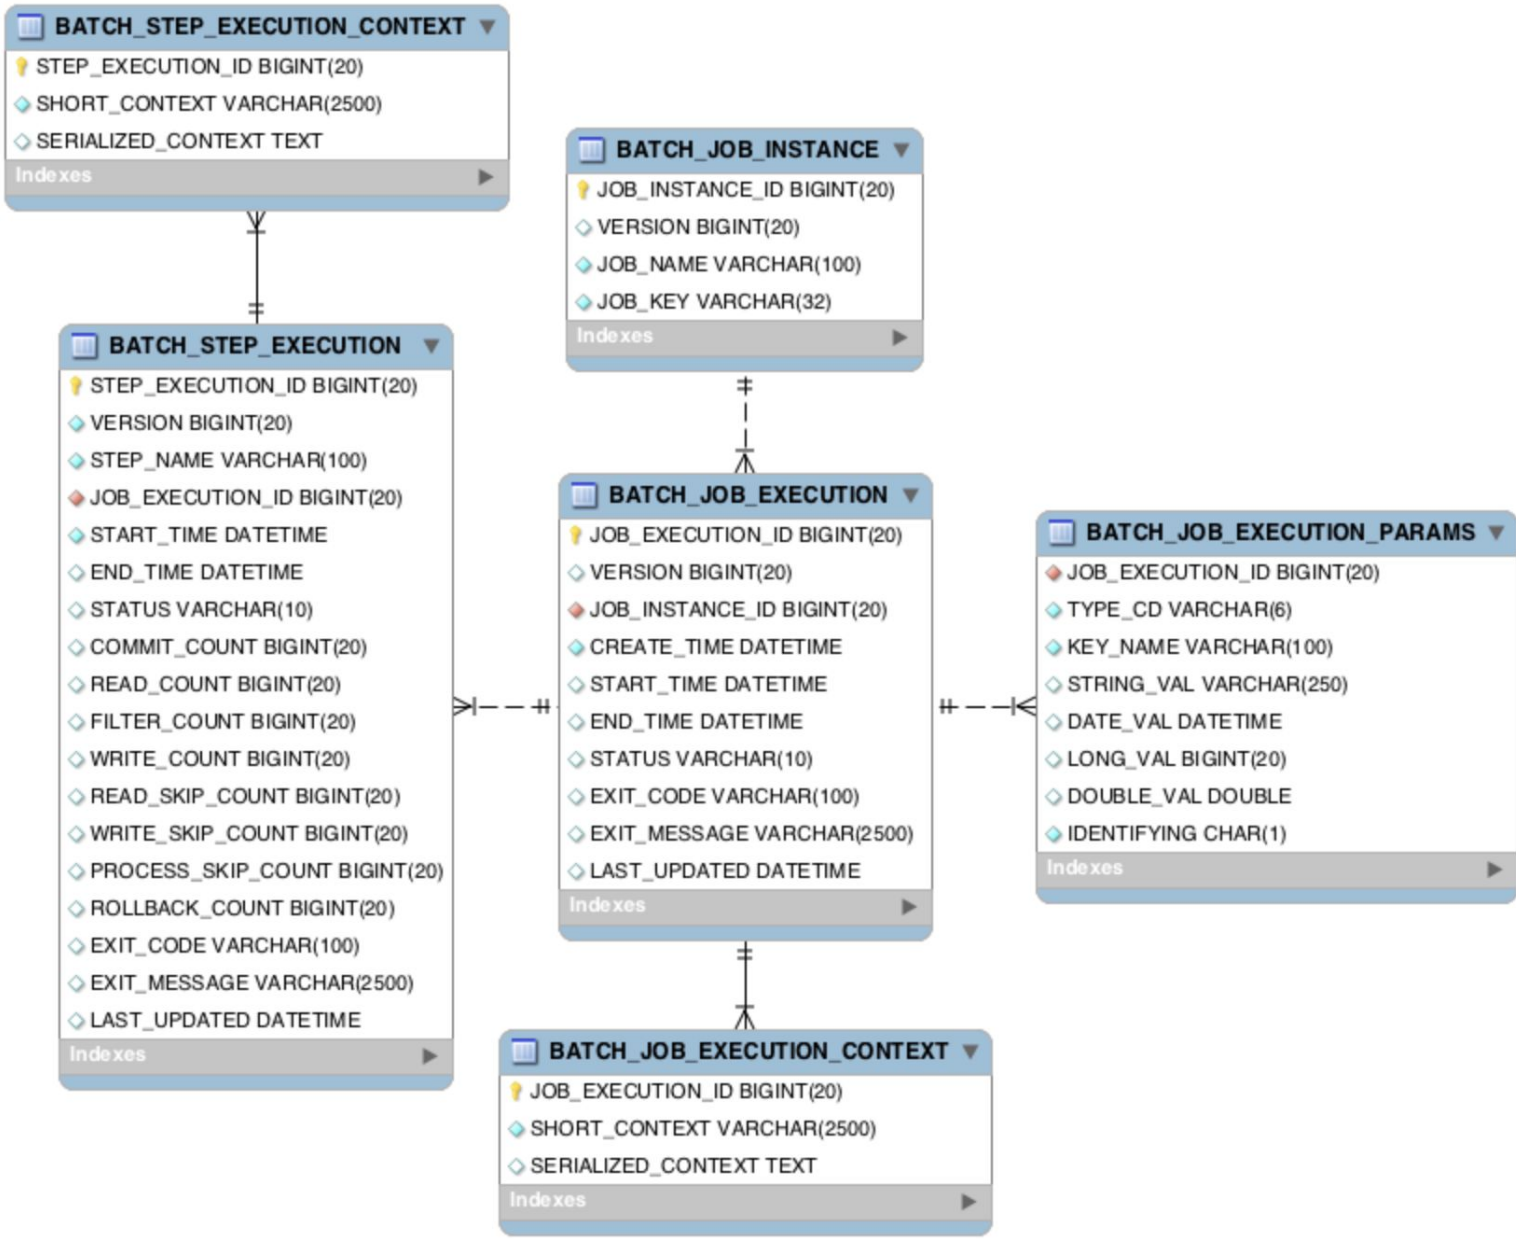 BATCH_STEP_EXECUTION_CONTEXT
STEP_EXECUTION_ID BIGINT(20)
SHORT_CONTEXT VARCHAR(2500)
SERIALIZED_CONTEXT TEXT
Indexes
BATCH_JOB_INSTANCE
JOB_INSTANCE_ID BIGINT(20)
VERSION BIGINT(20)
JOB_NAME VARCHAR(100)
JOB_KEY VARCHAR(32)
Indexes
BATCH_STEP_EXECUTION
STEP_EXECUTION_ID BIGINT(20)
VERSION BIGINT(20)
STEP_NAME VARCHAR(100)
JOB_EXECUTION_ID BIGINT(20)
START_TIME DATETIME
END_TIME DATETIME
STATUS VARCHAR(10)
COMMIT_COUNT BIGINT(20)
READ_COUNT BIGINT(20)
FILTER_COUNT BIGINT(20)
WRITE_COUNT BIGINT(20)
READ_SKIP_COUNT BIGINT(20)
WRITE_SKIP_COUNT BIGINT(20)
PROCESS_SKIP_COUNT BIGINT(20)
ROLLBACK_COUNT BIGINT(20)
EXIT_CODE VARCHAR(100)
EXIT_MESSAGE VARCHAR(2500)
LAST_UPDATED DATETIME
Indexes
BATCH_JOB_EXECUTION
JOB_EXECUTION_ID BIGINT(20)
VERSION BIGINT(20)
JOB_INSTANCE_ID BIGINT(20)
CREATE_TIME DATETIME
START_TIME DATETIME
END_TIME DATETIME
STATUS VARCHAR(10)
EXIT_CODE VARCHAR(100)
EXIT_MESSAGE VARCHAR(2500)
LAST_UPDATED DATETIME
Indexes
BATCH_JOB_EXECUTION_PARAMS
JOB_EXECUTION_ID BIGINT(20)
TYPE_CD VARCHAR(6)
KEY_NAME VARCHAR(100)
STRING_VAL VARCHAR(250)
DATE_VAL DATETIME
LONG_VAL BIGINT(20)
DOUBLE_VAL DOUBLE
IDENTIFYING CHAR(1)
Indexes
BATCH_JOB_EXECUTION_CONTEXT
JOB_EXECUTION_ID BIGINT(20)
SHORT_CONTEXT VARCHAR(2500)
SERIALIZED_CONTEXT TEXT
Indexes